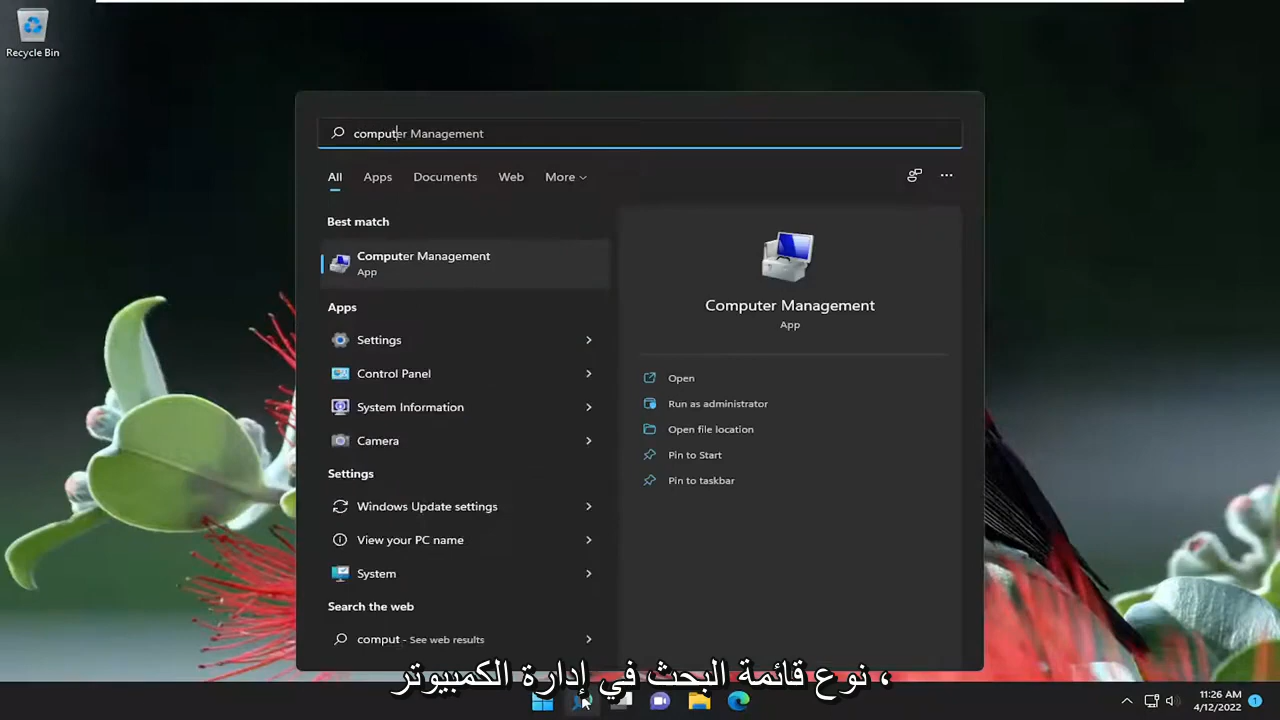 Recycle Bin
computer Management
All Apps Documents Web More
Best match
Computer Management
App
Apps
Settings
Control Panel
System Information
Camera
Settings
Windows Update settings
View your PC name
System
Search the web
comput - See web results
Computer Management
App
Open
Run as administrator
Open file location
Pin to Start
Pin to taskbar
، نوع قائمة البحث في إدارة الكمبيوتر
11:26 AM
4/12/2022
1